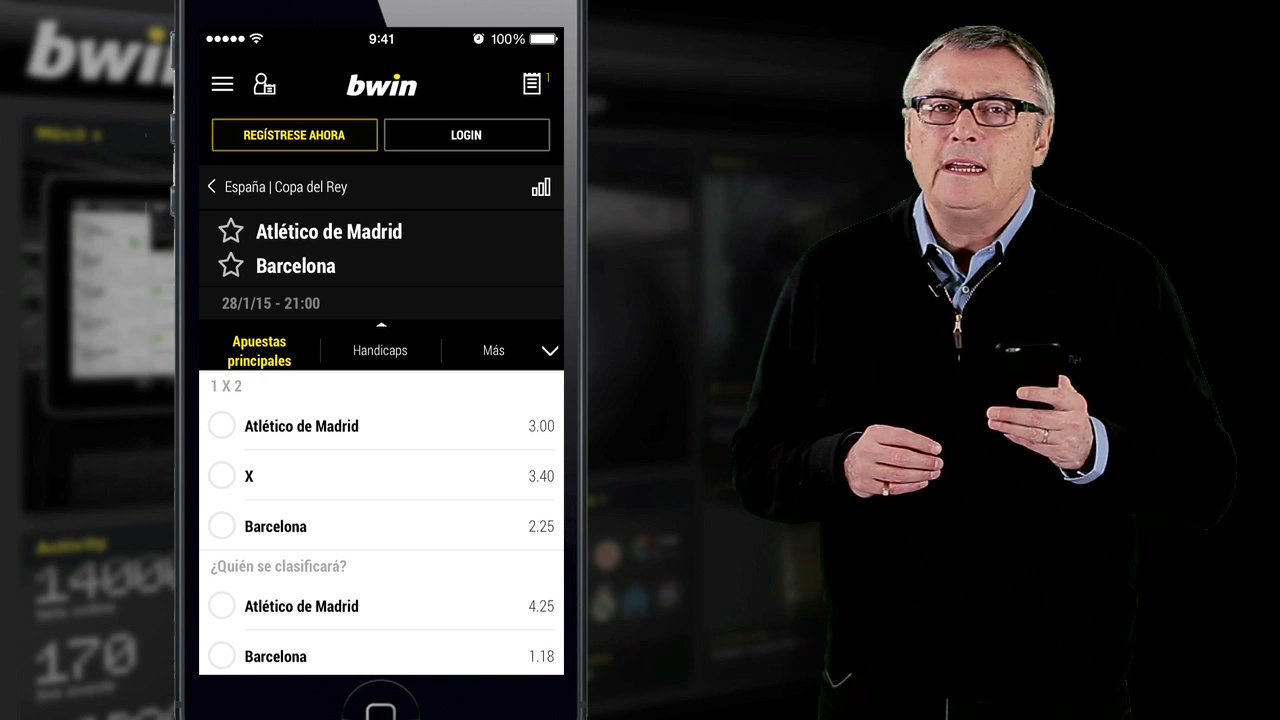 bwin
9:41
100%
bwin
1
REGÍSTRESE AHORA
LOGIN
España | Copa del Rey
Atlético de Madrid
Barcelona
28/1/15 - 21:00
Apuestas
principales
Handicaps
Más
1 X 2
Atlético de Madrid
3.00
X
3.40
Barcelona
2.25
¿Quién se clasificará?
Atlético de Madrid
4.25
Barcelona
1.18
Activity
170